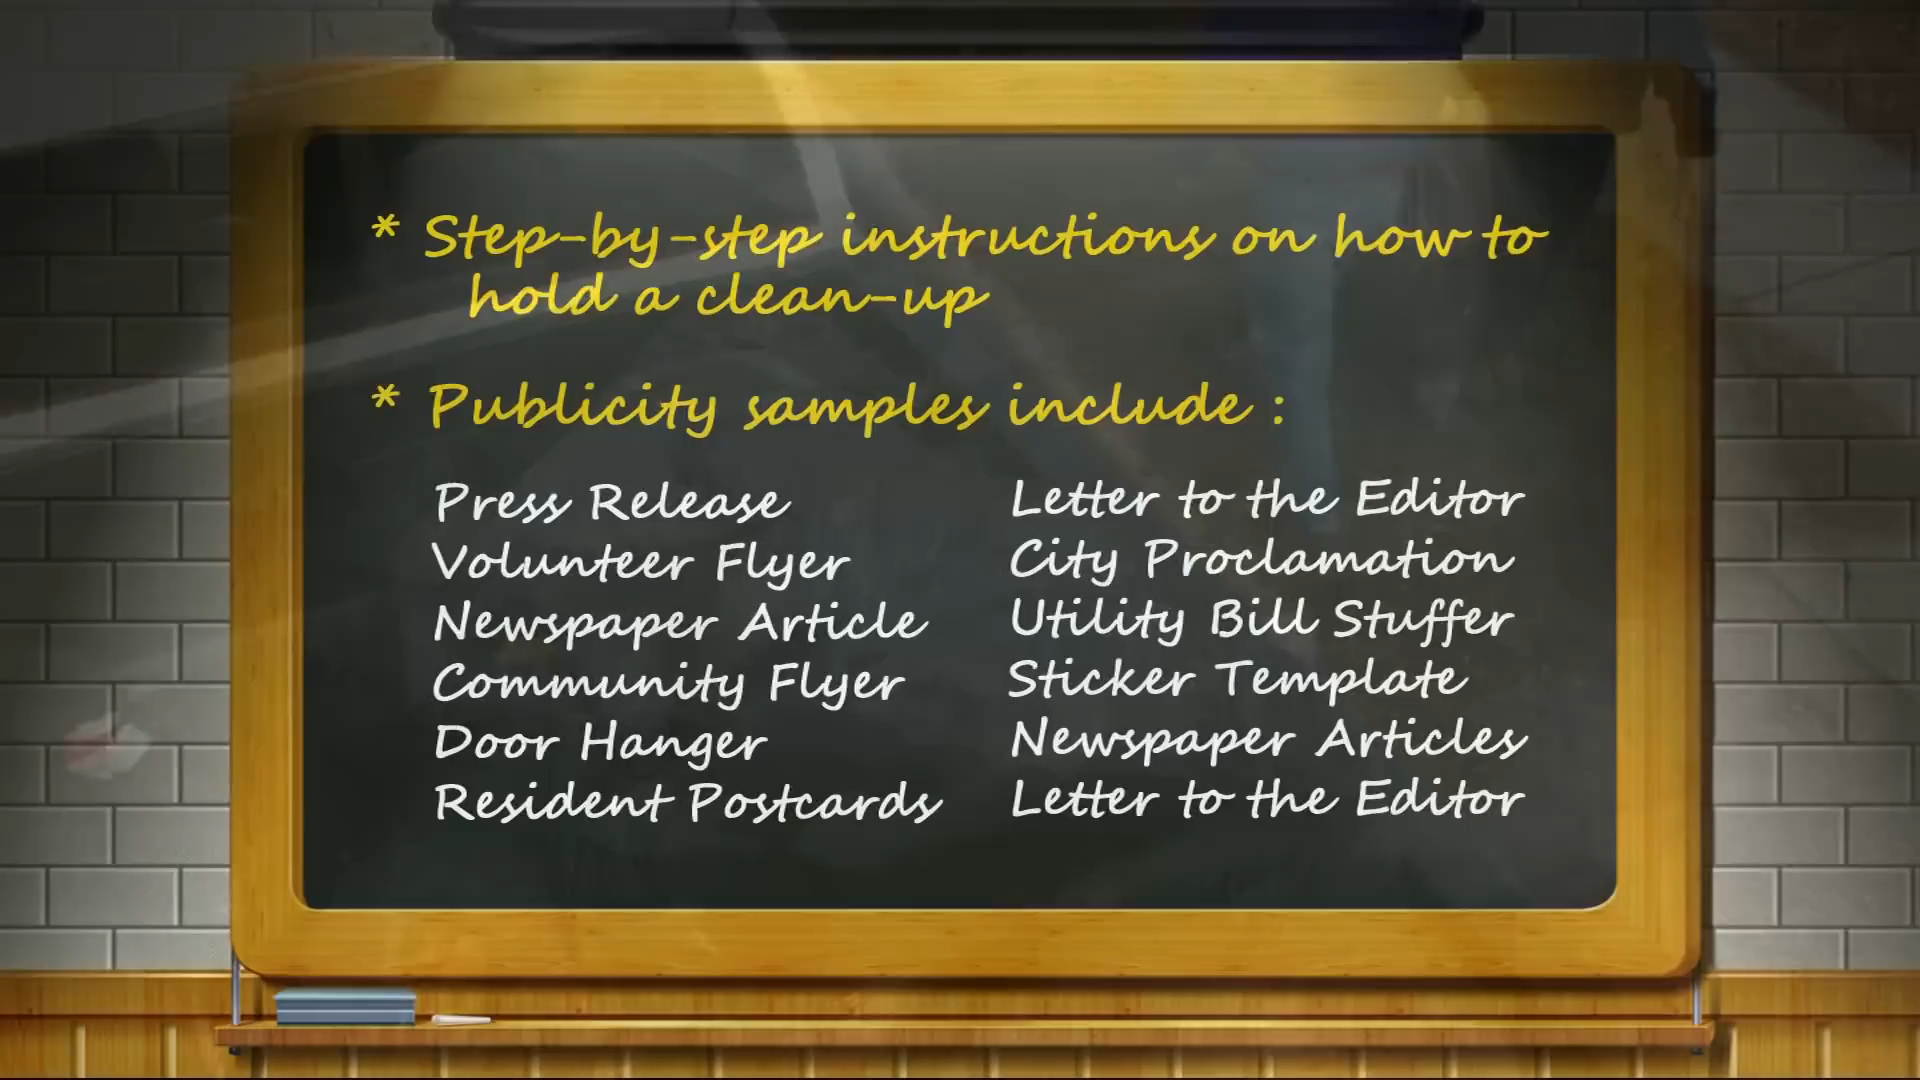 * Step-by-step instructions on how to
hold a clean-up
* Publicity samples include :
Press Release
Volunteer Flyer
Newspaper Article
Community Flyer
Door Hanger
Resident Postcards
Letter to the Editor
City Proclamation
Utility Bill Stuffer
Sticker Template
Newspaper Articles
Letter to the Editor